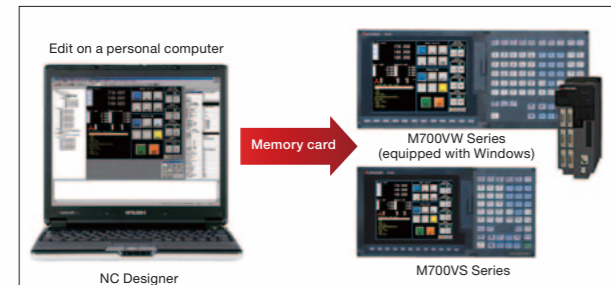 Edit on a personal computer
Memory card
M700VW Series
(equipped with Windows)
NC Designer
M700VS Series